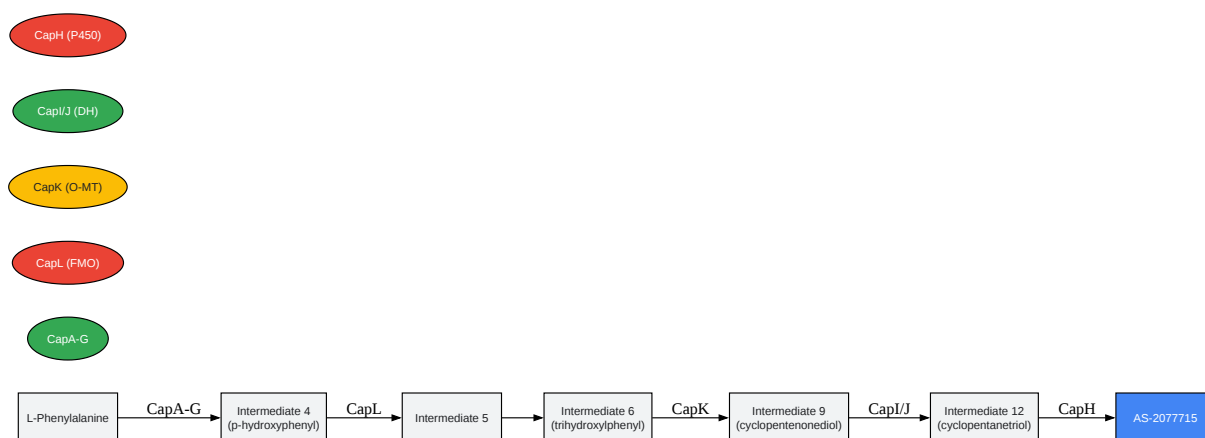 CapH (P450)
CapI/J (DH)
CapK (O-MT)
CapL (FMO)
CapA-G
L-Phenylalanine
CapA-G
Intermediate 4
(p-hydroxyphenyl)
CapL
Intermediate 5
Intermediate 6
(trihydroxylphenyl)
CapK
Intermediate 9
(cyclopentenonediol)
CapI/J
Intermediate 12
(cyclopentanetriol)
CapH
AS-2077715